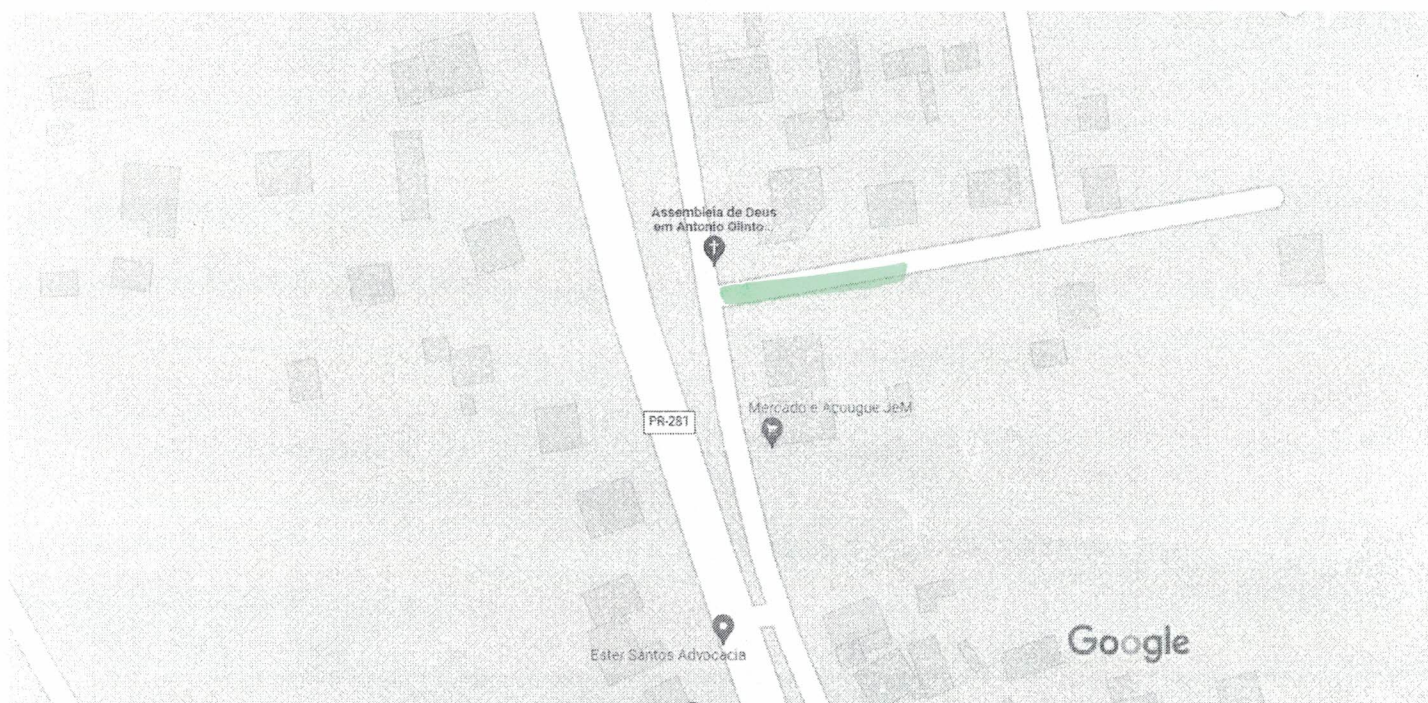 Assembleia de Deus
em Antonio Olinto...
PR-281
Mercado e Açougue JeM
Ester Santos Advocacia
Google